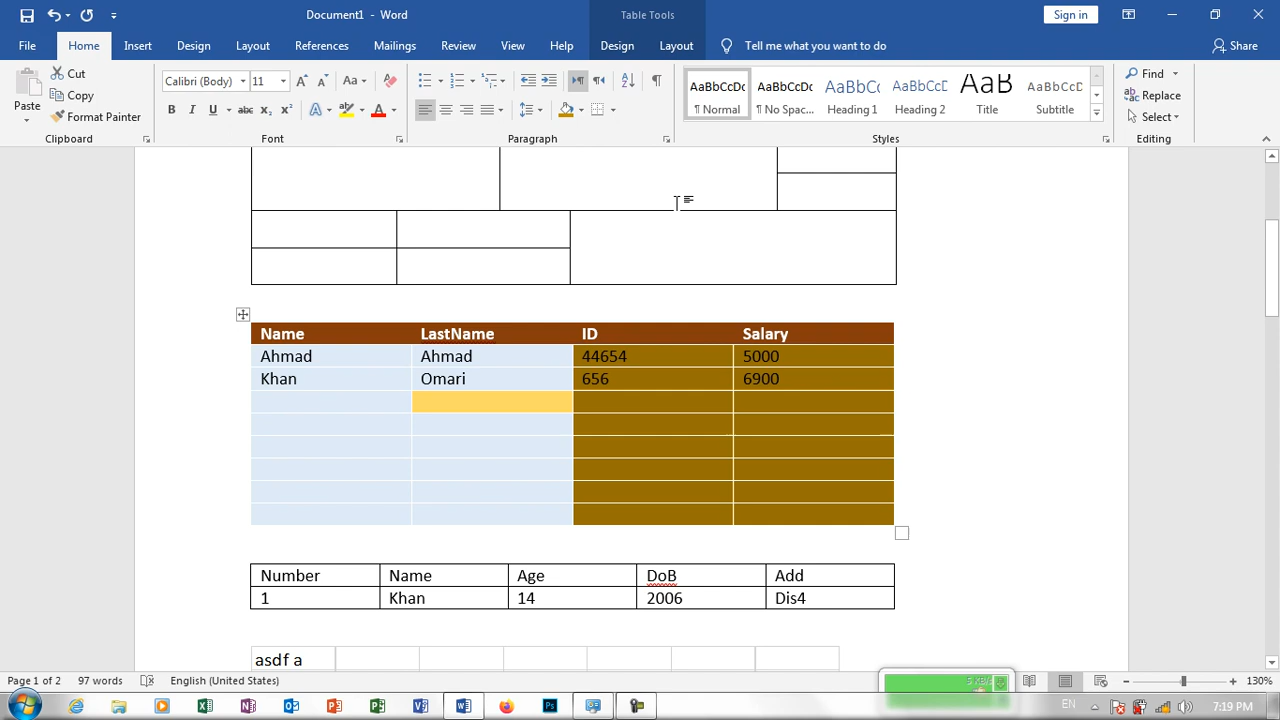 Document1 - Word
Table Tools
Sign in
File Home Insert Design Layout References Mailings Review View Help Design Layout Tell me what you want to do Share
Paste
Cut
Copy
Format Painter
Clipboard
Calibri (Body) 11
Aa
B I U abc x₂ x²
A A
Font
Paragraph
AaBbCcDc AaBbCcDc AaBbCc AaBbCcD AaB AaBbCcD
¶ Normal ¶ No Spac... Heading 1 Heading 2 Title Subtitle
Styles
Find
Replace
Select
Editing
Name LastName ID Salary
Ahmad Ahmad 44654 5000
Khan Omari 656 6900
Number Name Age DoB Add
1 Khan 14 2006 Dis4
asdf a
Page 1 of 2 97 words English (United States) 130%
EN 7:19 PM